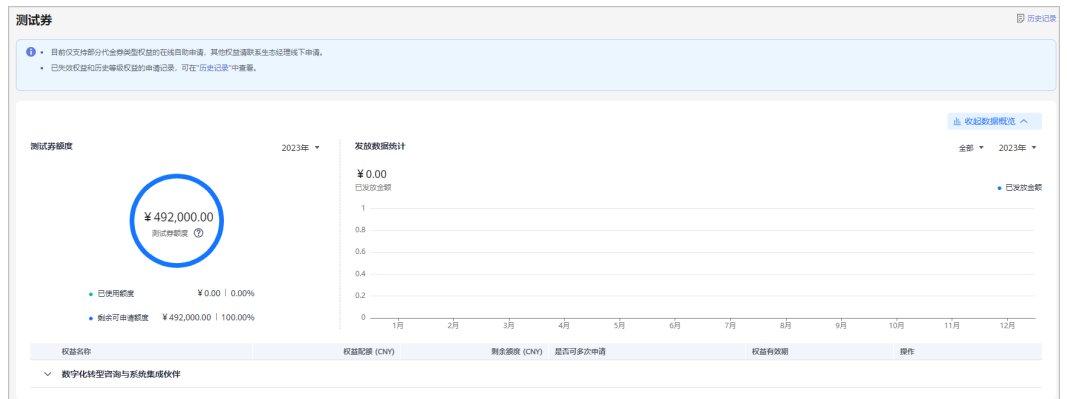 测试券
历史记录
目前仅支持部分代金券类型权益的在线自助申请，其他权益请联系生态经理线下申请。
已失效权益和历史等级权益的申请记录，可在"历史记录"中查看。
收起数据概览
测试券额度
2023年
发放数据统计
全部
2023年
¥ 0.00
已发放金额
已发放金额
¥ 492,000.00
测试券额度
已使用额度 ¥ 0.00 | 0.00%
剩余可申请额度 ¥ 492,000.00 | 100.00%
1
0.8
0.6
0.4
0.2
0
1月 2月 3月 4月 5月 6月 7月 8月 9月 10月 11月 12月
权益名称 权益配额 (CNY) 剩余额度 (CNY) 是否可多次申请 权益有效期 操作
数字化转型咨询与系统集成伙伴